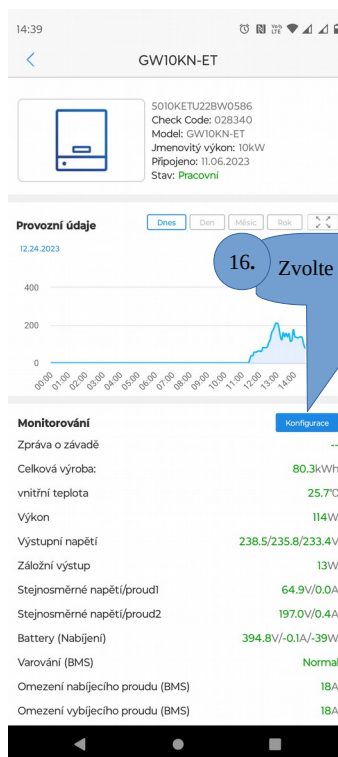 14:39
GW10KN-ET
5010KETU22BW0586
Check Code: 028340
Model: GW10KN-ET
Jmenovitý výkon: 10kW
Připojeno: 11.06.2023
Stav: Pracovní
Provozní údaje Dnes Den Měsíc Rok
12.24.2023
16. Zvolte
400
200
0
00:00 01:00 02:00 03:00 04:00 05:00 06:00 07:00 08:00 09:00 10:00 11:00 12:00 13:00 14:00
Monitorování Konfigurace
Zpráva o závadě --
Celková výroba: 80.3kWh
vnitřní teplota 25.7°C
Výkon 114W
Výstupní napětí 238.5/235.8/233.4V
Záložní výstup 13W
Stejnosměrné napětí/proud1 64.9V/0.0A
Stejnosměrné napětí/proud2 197.0V/0.4A
Battery (Nabíjení) 394.8V/-0.1A/-39W
Varování (BMS) Normal
Omezení nabíjecího proudu (BMS) 18A
Omezení vybíjecího proudu (BMS) 18A